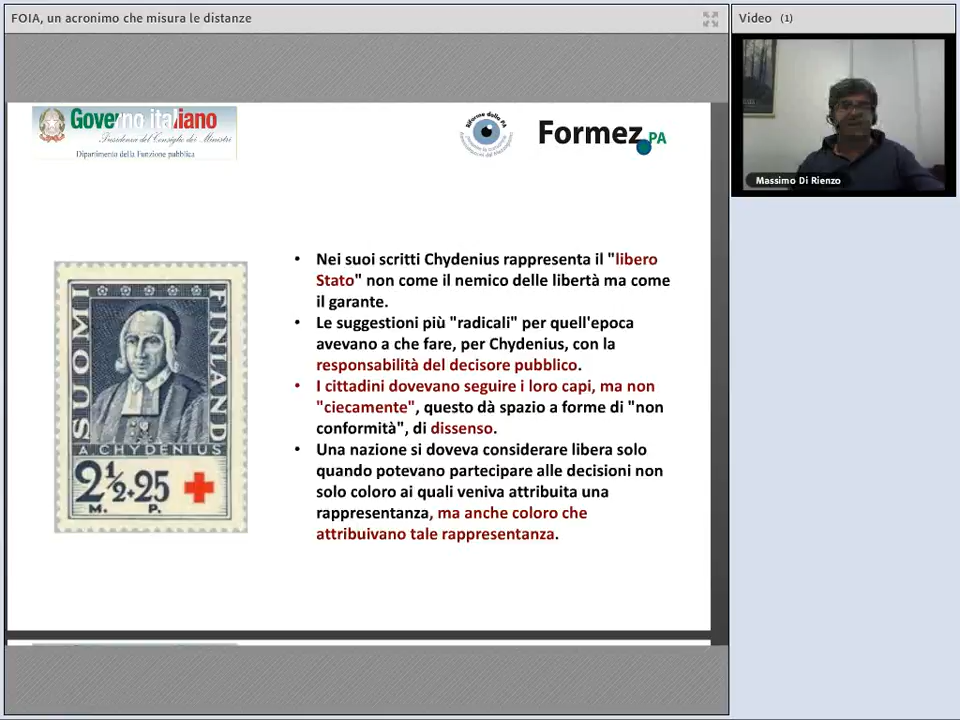 FOIA, un acronimo che misura le distanze
Video (1)
Massimo Di Rienzo
Governo italiano
Presidenza del Consiglio dei Ministri
Dipartimento della Funzione pubblica
Riforme della PA
Formez PA
• Nei suoi scritti Chydenius rappresenta il "libero
Stato" non come il nemico delle libertà ma come
il garante.
• Le suggestioni più "radicali" per quell'epoca
avevano a che fare, per Chydenius, con la
responsabilità del decisore pubblico.
• I cittadini dovevano seguire i loro capi, ma non
"ciecamente", questo dà spazio a forme di "non
conformità", di dissenso.
• Una nazione si doveva considerare libera solo
quando potevano partecipare alle decisioni non
solo coloro ai quali veniva attribuita una
rappresentanza, ma anche coloro che
attribuivano tale rappresentanza.
SUOMI
FINLAND
A.CHYDENIUS
2½+25
M. P.